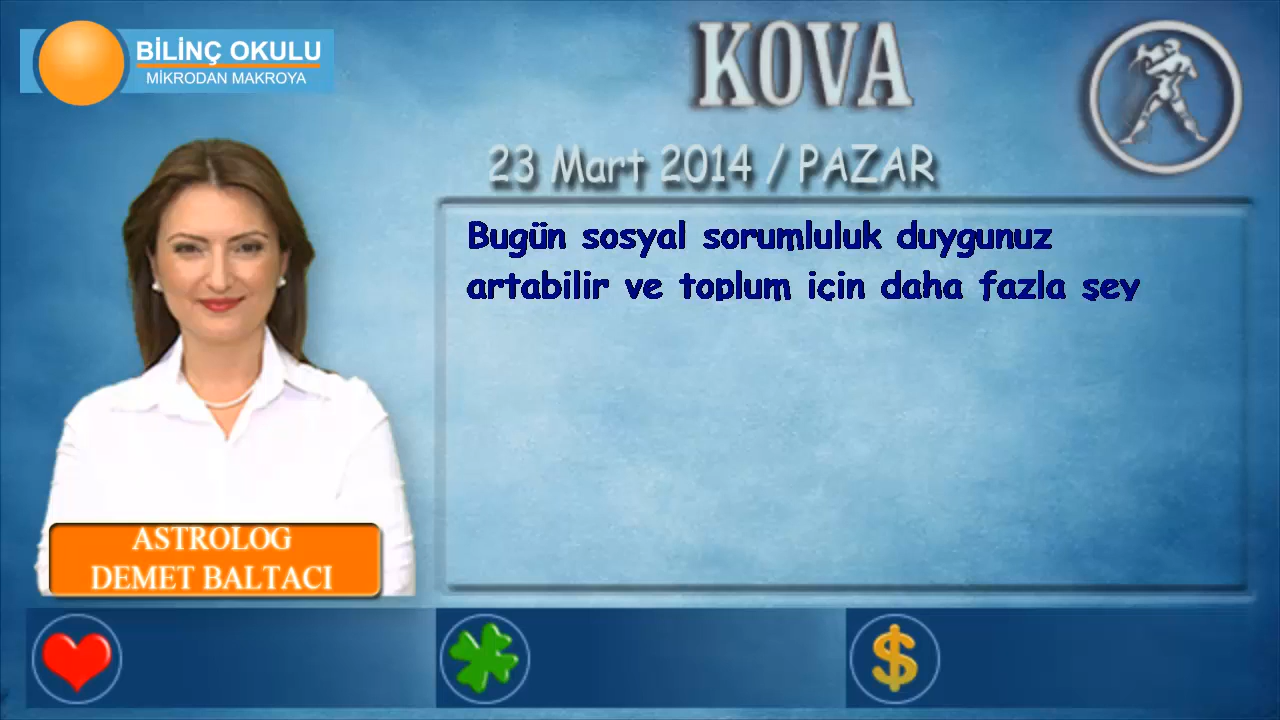 BİLİNÇ OKULU
MİKRODAN MAKROYA
KOVA
23 Mart 2014 / PAZAR
Bugün sosyal sorumluluk duygunuz
artabilir ve toplum için daha fazla şey
ASTROLOG
DEMET BALTACI
$